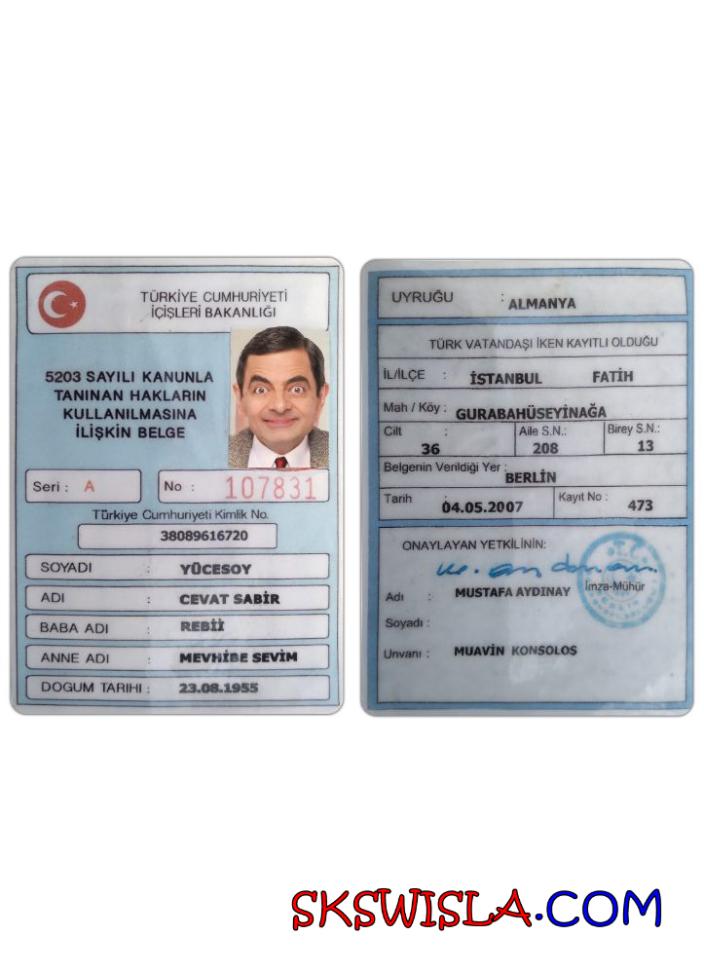 TÜRKİYE CUMHURİYETİ
İÇİŞLERİ BAKANLIĞI
5203 SAYILI KANUNLA
TANINAN HAKLARIN
KULLANILMASINA
İLİŞKİN BELGE
Seri : A No : 107831
Türkiye Cumhuriyeti Kimlik No.
38089616720
SOYADI : YÜCESOY
ADI : CEVAT SABİR
BABA ADI : REBİİ
ANNE ADI : MEVHİBE SEVİM
DOGUM TARIHI : 23.08.1955
UYRUĞU : ALMANYA
TÜRK VATANDAŞI İKEN KAYITLI OLDUĞU
İL/İLÇE : İSTANBUL FATİH
Mah / Köy : GURABAHÜSEYİNAĞA
Cilt : 36 Aile S.N.: 208 Birey S.N.: 13
Belgenin Verildiği Yer : BERLİN
Tarih : 04.05.2007 Kayıt No : 473
ONAYLAYAN YETKİLİNİN:
İmza-Mühür
Adı : MUSTAFA AYDINAY
Soyadı :
Unvanı : MUAVİN KONSOLOS
SKSWISLA.COM